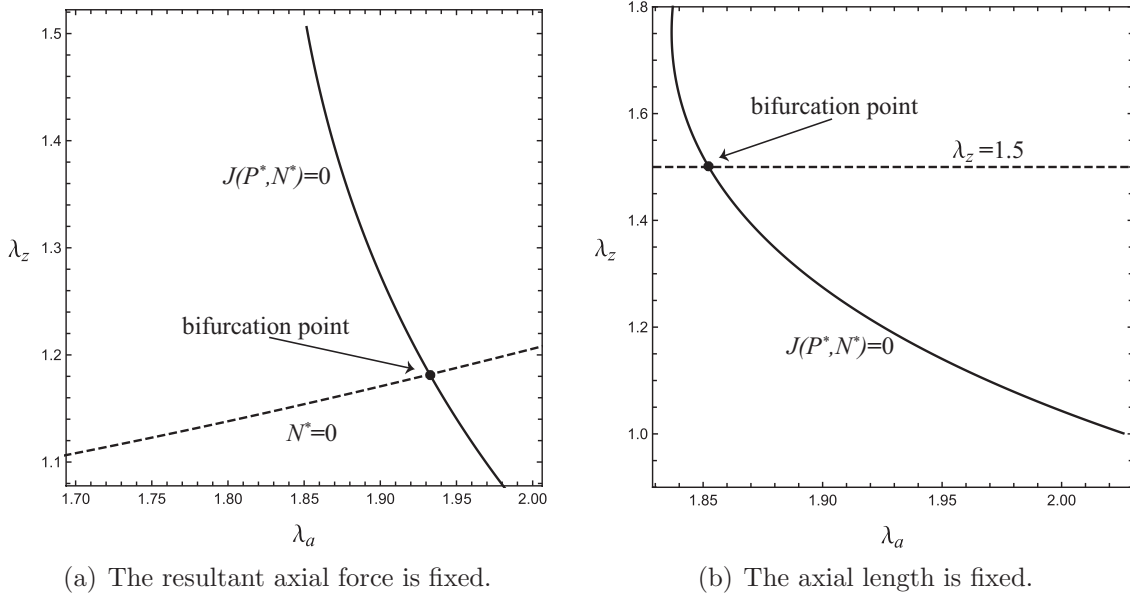 1.5
1.4
1.3
1.2
1.1
λz
J(P*,N*)=0
bifurcation point
N*=0
1.70 1.75 1.80 1.85 1.90 1.95 2.00
λa
(a) The resultant axial force is fixed.
1.8
1.6
1.4
1.2
1.0
λz
bifurcation point
λz=1.5
J(P*,N*)=0
1.85 1.90 1.95 2.00
λa
(b) The axial length is fixed.